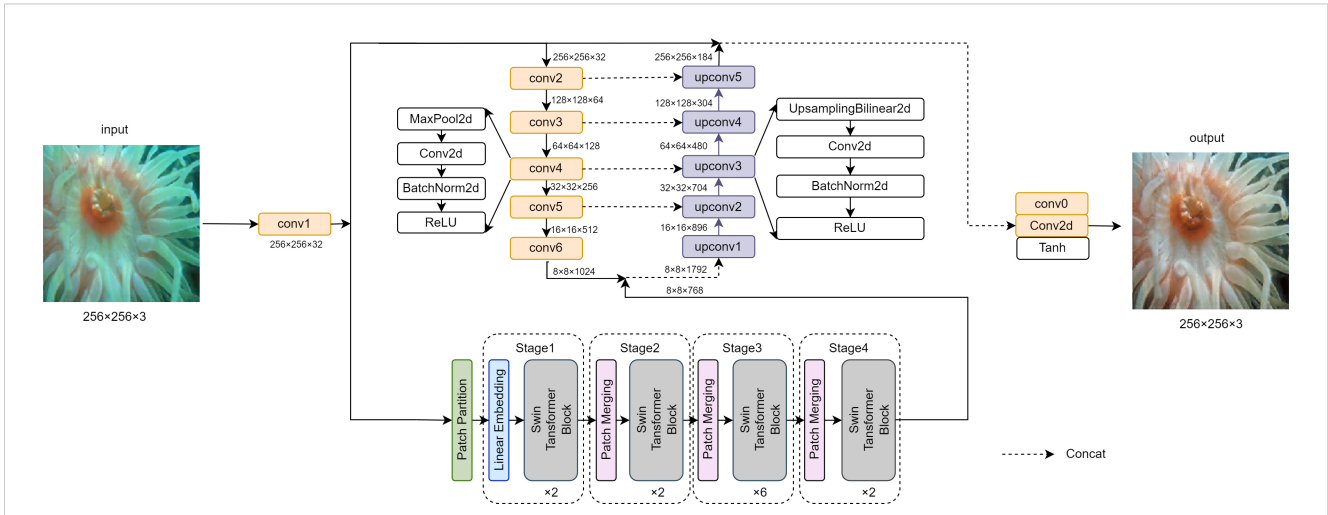 input
256×256×3
conv1
256×256×32
256×256×32
conv2
128×128×64
conv3
64×64×128
conv4
32×32×256
conv5
16×16×512
conv6
8×8×1024
MaxPool2d
Conv2d
BatchNorm2d
ReLU
256×256×184
upconv5
128×128×304
upconv4
64×64×480
upconv3
32×32×704
upconv2
16×16×896
upconv1
8×8×1792
8×8×768
UpsamplingBilinear2d
Conv2d
BatchNorm2d
ReLU
conv0
Conv2d
Tanh
output
256×256×3
Patch Partition
Stage1
Linear Embedding
Swin
Tansformer
Block
×2
Stage2
Patch Merging
Swin
Tansformer
Block
×2
Stage3
Patch Merging
Swin
Tansformer
Block
×6
Stage4
Patch Merging
Swin
Tansformer
Block
×2
Concat